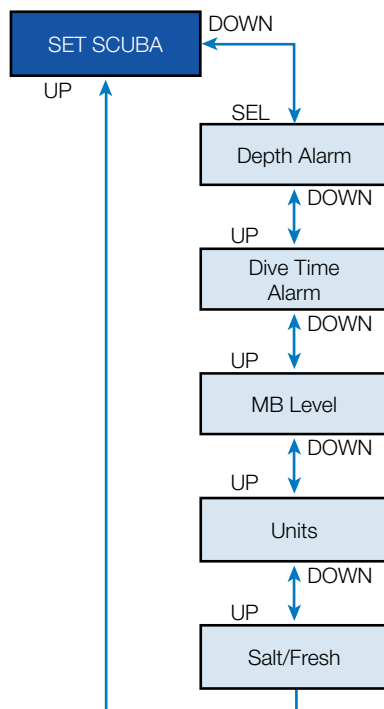 DOWN
SET SCUBA
UP
SEL
Depth Alarm
DOWN
UP
Dive Time
Alarm
DOWN
UP
MB Level
DOWN
UP
Units
DOWN
UP
Salt/Fresh